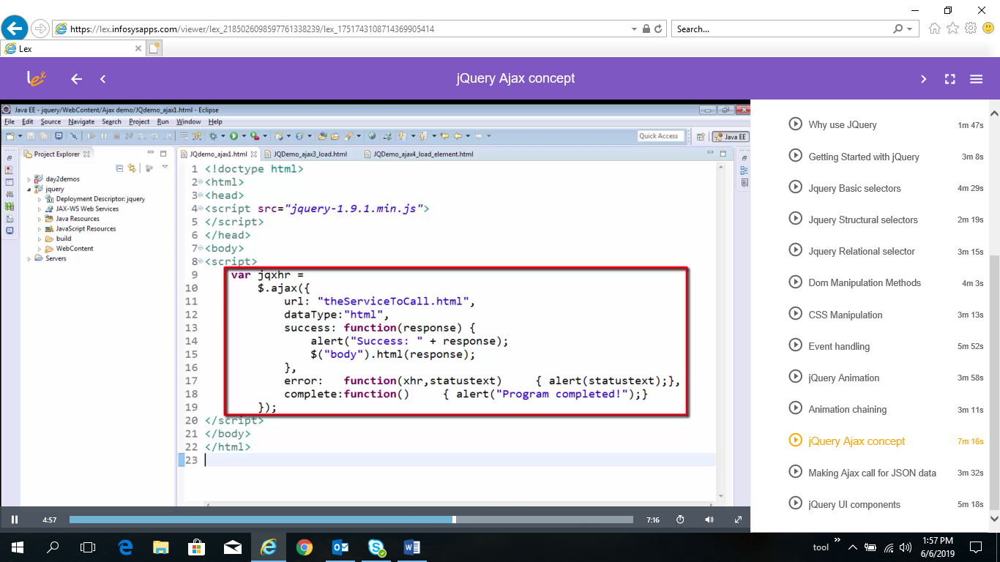 https://lex.infosysapps.com/viewer/lex_2185026098597761338239/lex_1751743108714369905414
Search...
Lex
lex
jQuery Ajax concept
Java EE - jquery/WebContent/Ajax demo/JQdemo_ajax1.html - Eclipse
File Edit Source Navigate Search Project Run Window Help
Quick Access
Java EE
Project Explorer
day2demos
jquery
Deployment Descriptor: jquery
JAX-WS Web Services
Java Resources
JavaScript Resources
build
WebContent
Servers
JQdemo_ajax1.html
JQDemo_ajax3_load.html
JQDemo_ajax4_load_element.html
1 <!doctype html>
2 <html>
3 <head>
4 <script src="jquery-1.9.1.min.js">
5 </script>
6 </head>
7 <body>
8 <script>
9 var jqxhr =
10 $.ajax({
11 url: "theServiceToCall.html",
12 dataType:"html",
13 success: function(response) {
14 alert("Success: " + response);
15 $("body").html(response);
16 },
17 error: function(xhr,statustext) { alert(statustext);},
18 complete:function() { alert("Program completed!");}
19 });
20 </script>
21 </body>
22 </html>
23
4:57
7:16
Why use JQuery 1m 47s
Getting Started with jQuery 3m 8s
Jquery Basic selectors 4m 29s
Jquery Structural selectors 2m 19s
Jquery Relational selector 3m 15s
Dom Manipulation Methods 4m 3s
CSS Manipulation 3m 13s
Event handling 5m 52s
jQuery Animation 3m 58s
Animation chaining 3m 11s
jQuery Ajax concept 7m 16s
Making Ajax call for JSON data 3m 32s
jQuery UI components 5m 18s
tool
1:57 PM
6/6/2019